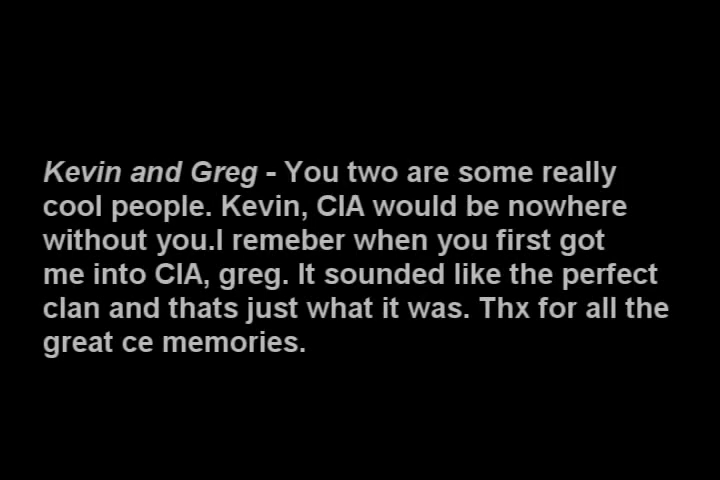 Kevin and Greg - You two are some really
cool people. Kevin, CIA would be nowhere
without you.I remeber when you first got
me into CIA, greg. It sounded like the perfect
clan and thats just what it was. Thx for all the
great ce memories.